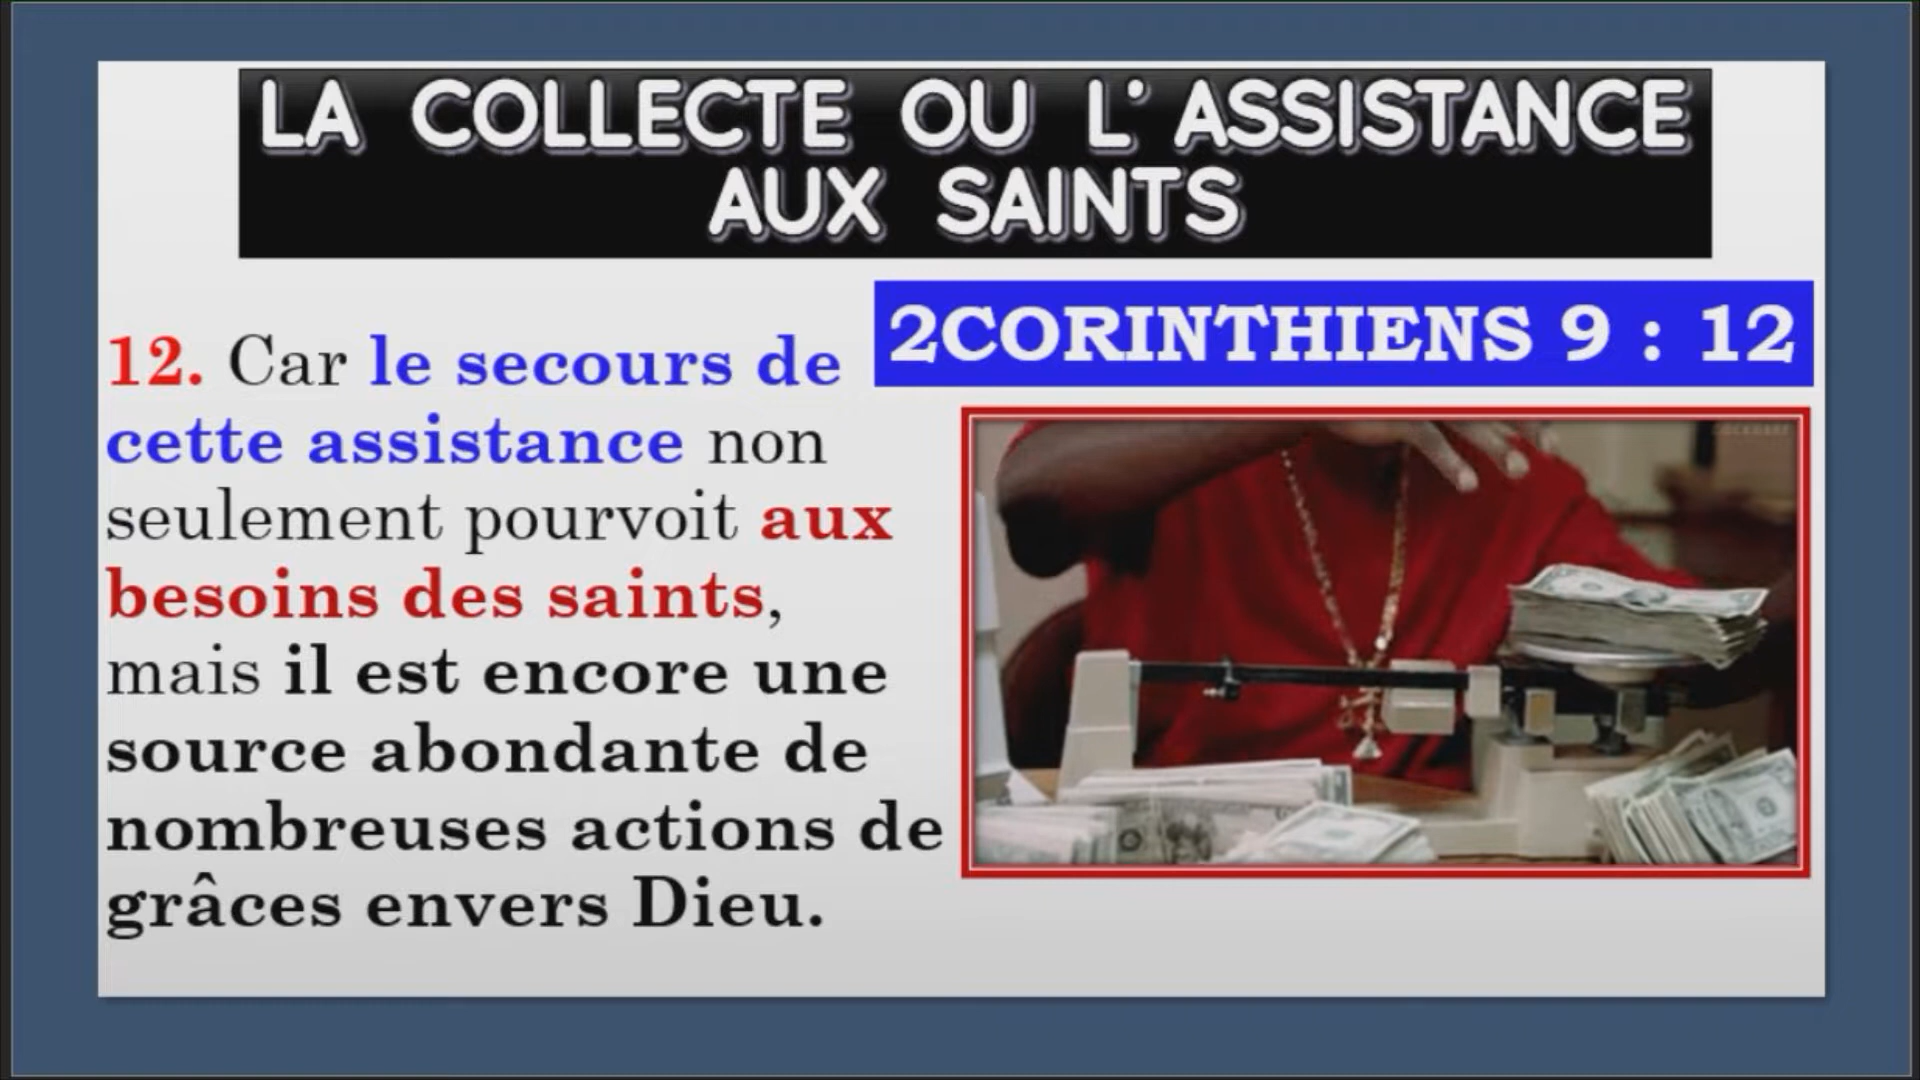 LA COLLECTE OU L' ASSISTANCE
AUX SAINTS
2CORINTHIENS 9 : 12
12. Car le secours de
cette assistance non
seulement pourvoit aux
besoins des saints,
mais il est encore une
source abondante de
nombreuses actions de
grâces envers Dieu.